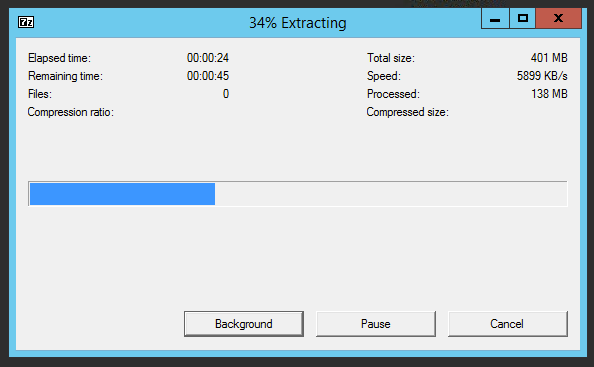 7z 34% Extracting
Elapsed time: 00:00:24 Total size: 401 MB
Remaining time: 00:00:45 Speed: 5899 KB/s
Files: 0 Processed: 138 MB
Compression ratio: Compressed size:
Background Pause Cancel